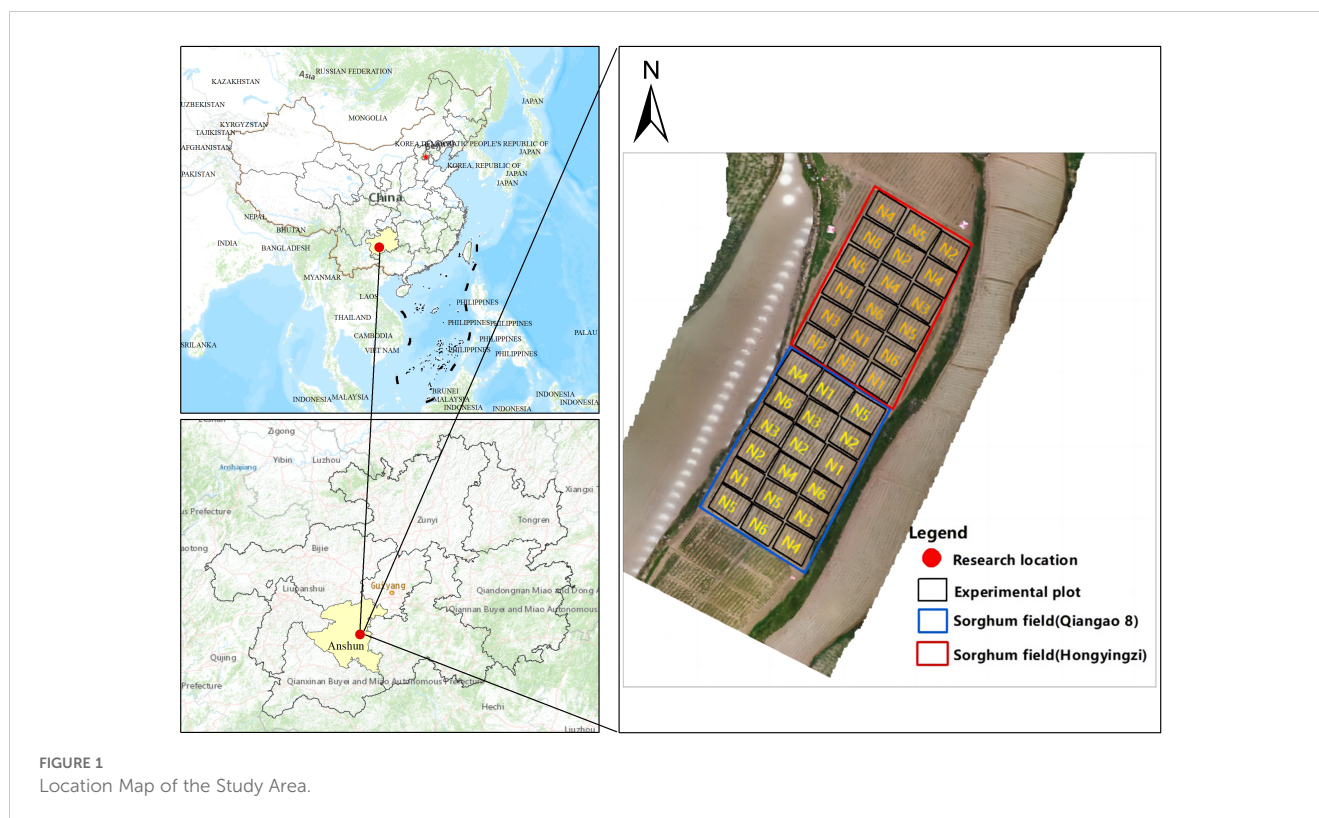 Asia
RUSSIAN FEDERATION
KAZAKHSTAN
JAPAN
UZBEKISTAN
MONGOLIA
KYRGYZSTAN
TAJIKISTAN
AFGHANISTAN
KOREA DEMOCRATIC PEOPLE'S REPUBLIC OF
JAPAN
KOREA, REPUBLIC OF
JAPAN
PAKISTAN
JAPAN
China
NEPAL
BHUTAN
INDIA
BANGLADESH
MYANMAR
LAOS
PHILIPPINES
THAILAND
PHILIPPINES
PHILIPPINES
CAMBODIA
PHILIPPINES
PALAU
SRILANKA
VIET NAM
PHILIPPINES
PHILIPPINES
BRUNEI
INDONESIA
MALAYSIA
MALAYSIA
INDONESIA
INDONESIA
INDONESIA
INDONESIA
Zigong
Yibin
Luzhou
Anshajiang
Xiangxi T
us Prefecture
Zunyi
Tongren
aotong
Bijie
Liupanshui
Guiyang
Qiandongnan Miao and Dong A
Qiannan Buyei and Miao Autonomous
Anshun
Qujing
Prefecture
Qianxinan Buyei and Miao Autonomous Prefecture
Hechi
Liuzhou
N
N4 N5 N2
N6 N2 N4
N5 N4 N3
N1 N6 N5
N3 N1 N6
N2 N3 N1
N4 N1 N5
N6 N3 N2
N3 N2 N1
N2 N4 N6
N1 N5 N3
N5 N6 N4
Legend
Research location
Experimental plot
Sorghum field(Qiangao 8)
Sorghum field(Hongyingzi)
FIGURE 1
Location Map of the Study Area.